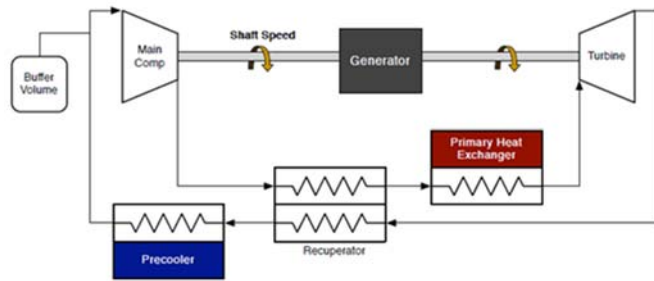 Main
Comp
Shaft Speed
Generator
Turbine
Buffer
Volume
Primary Heat
Exchanger
Recuperator
Precooler